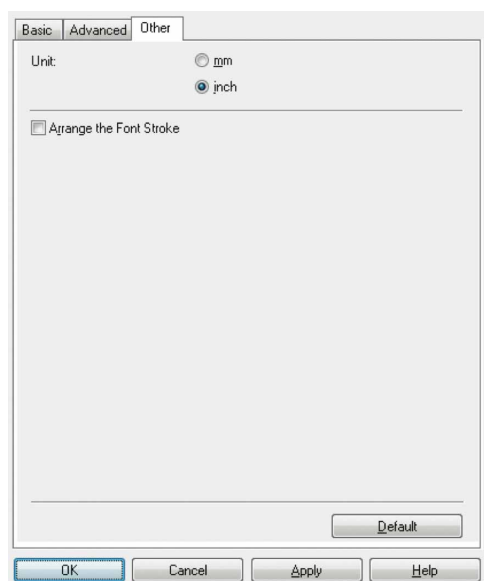 Basic Advanced Other
Unit: mm
inch
Arrange the Font Stroke
Default
OK Cancel Apply Help